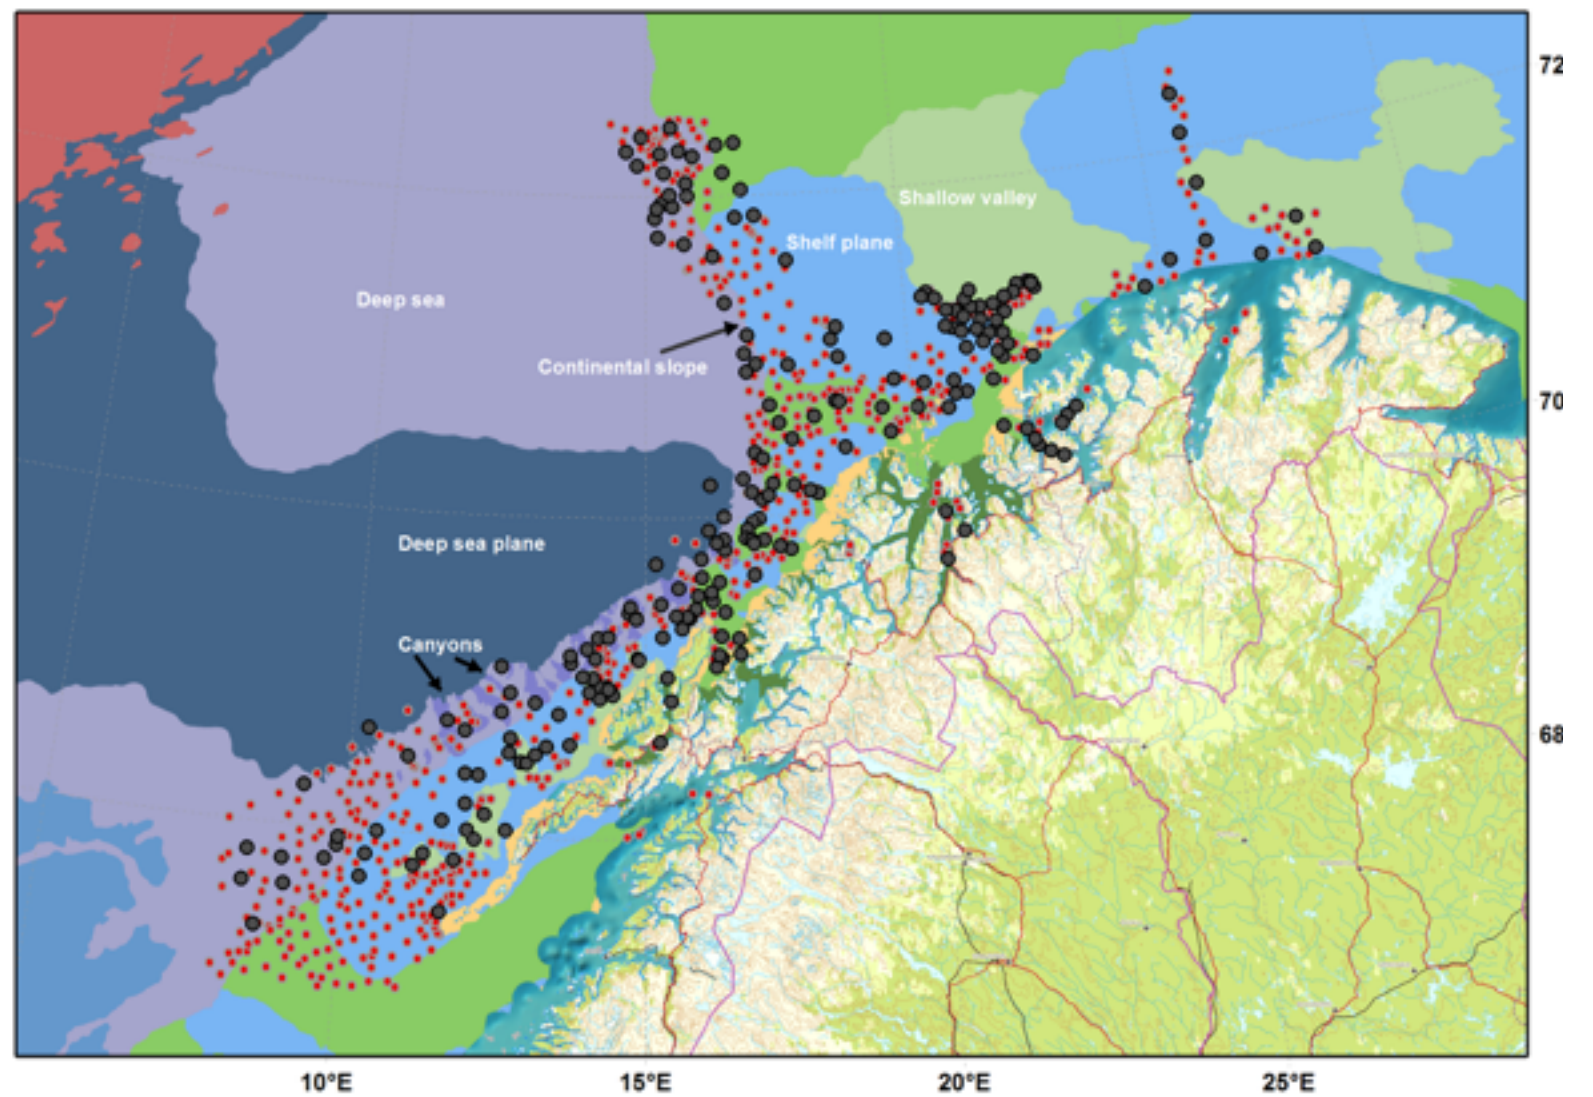 72
Shallow valley
Shelf plane
Deep sea
Continental slope
70
Deep sea plane
Canyons
68
10°E
15°E
20°E
25°E